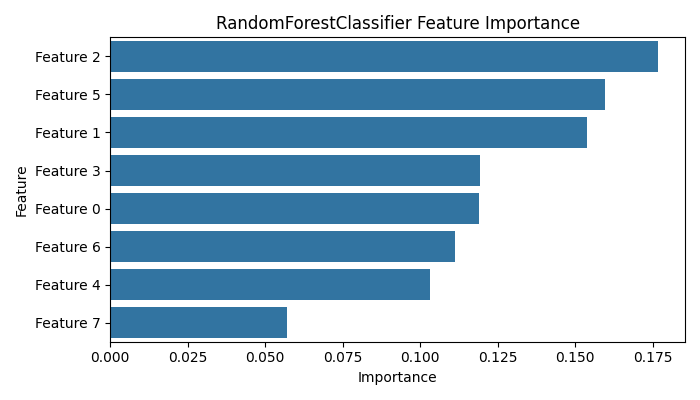 RandomForestClassifier Feature Importance
Feature 2
Feature 5
Feature 1
Feature 3
Feature 0
Feature 6
Feature 4
Feature 7
Feature
0.000 0.025 0.050 0.075 0.100 0.125 0.150 0.175
Importance